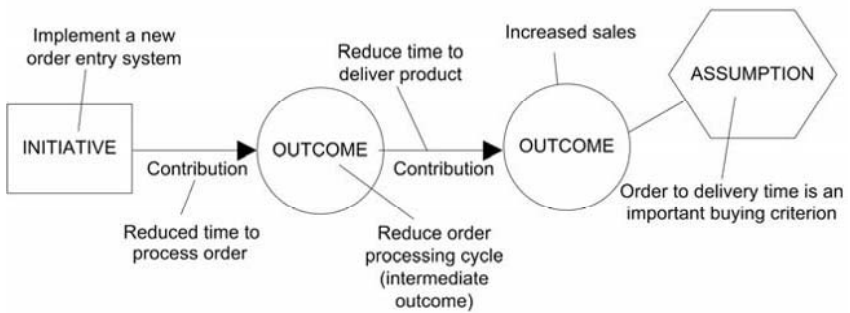 Implement a new
order entry system
INITIATIVE
Contribution
Reduced time to
process order
OUTCOME
Reduce order
processing cycle
(intermediate
outcome)
Reduce time to
deliver product
Contribution
Increased sales
OUTCOME
ASSUMPTION
Order to delivery time is an
important buying criterion